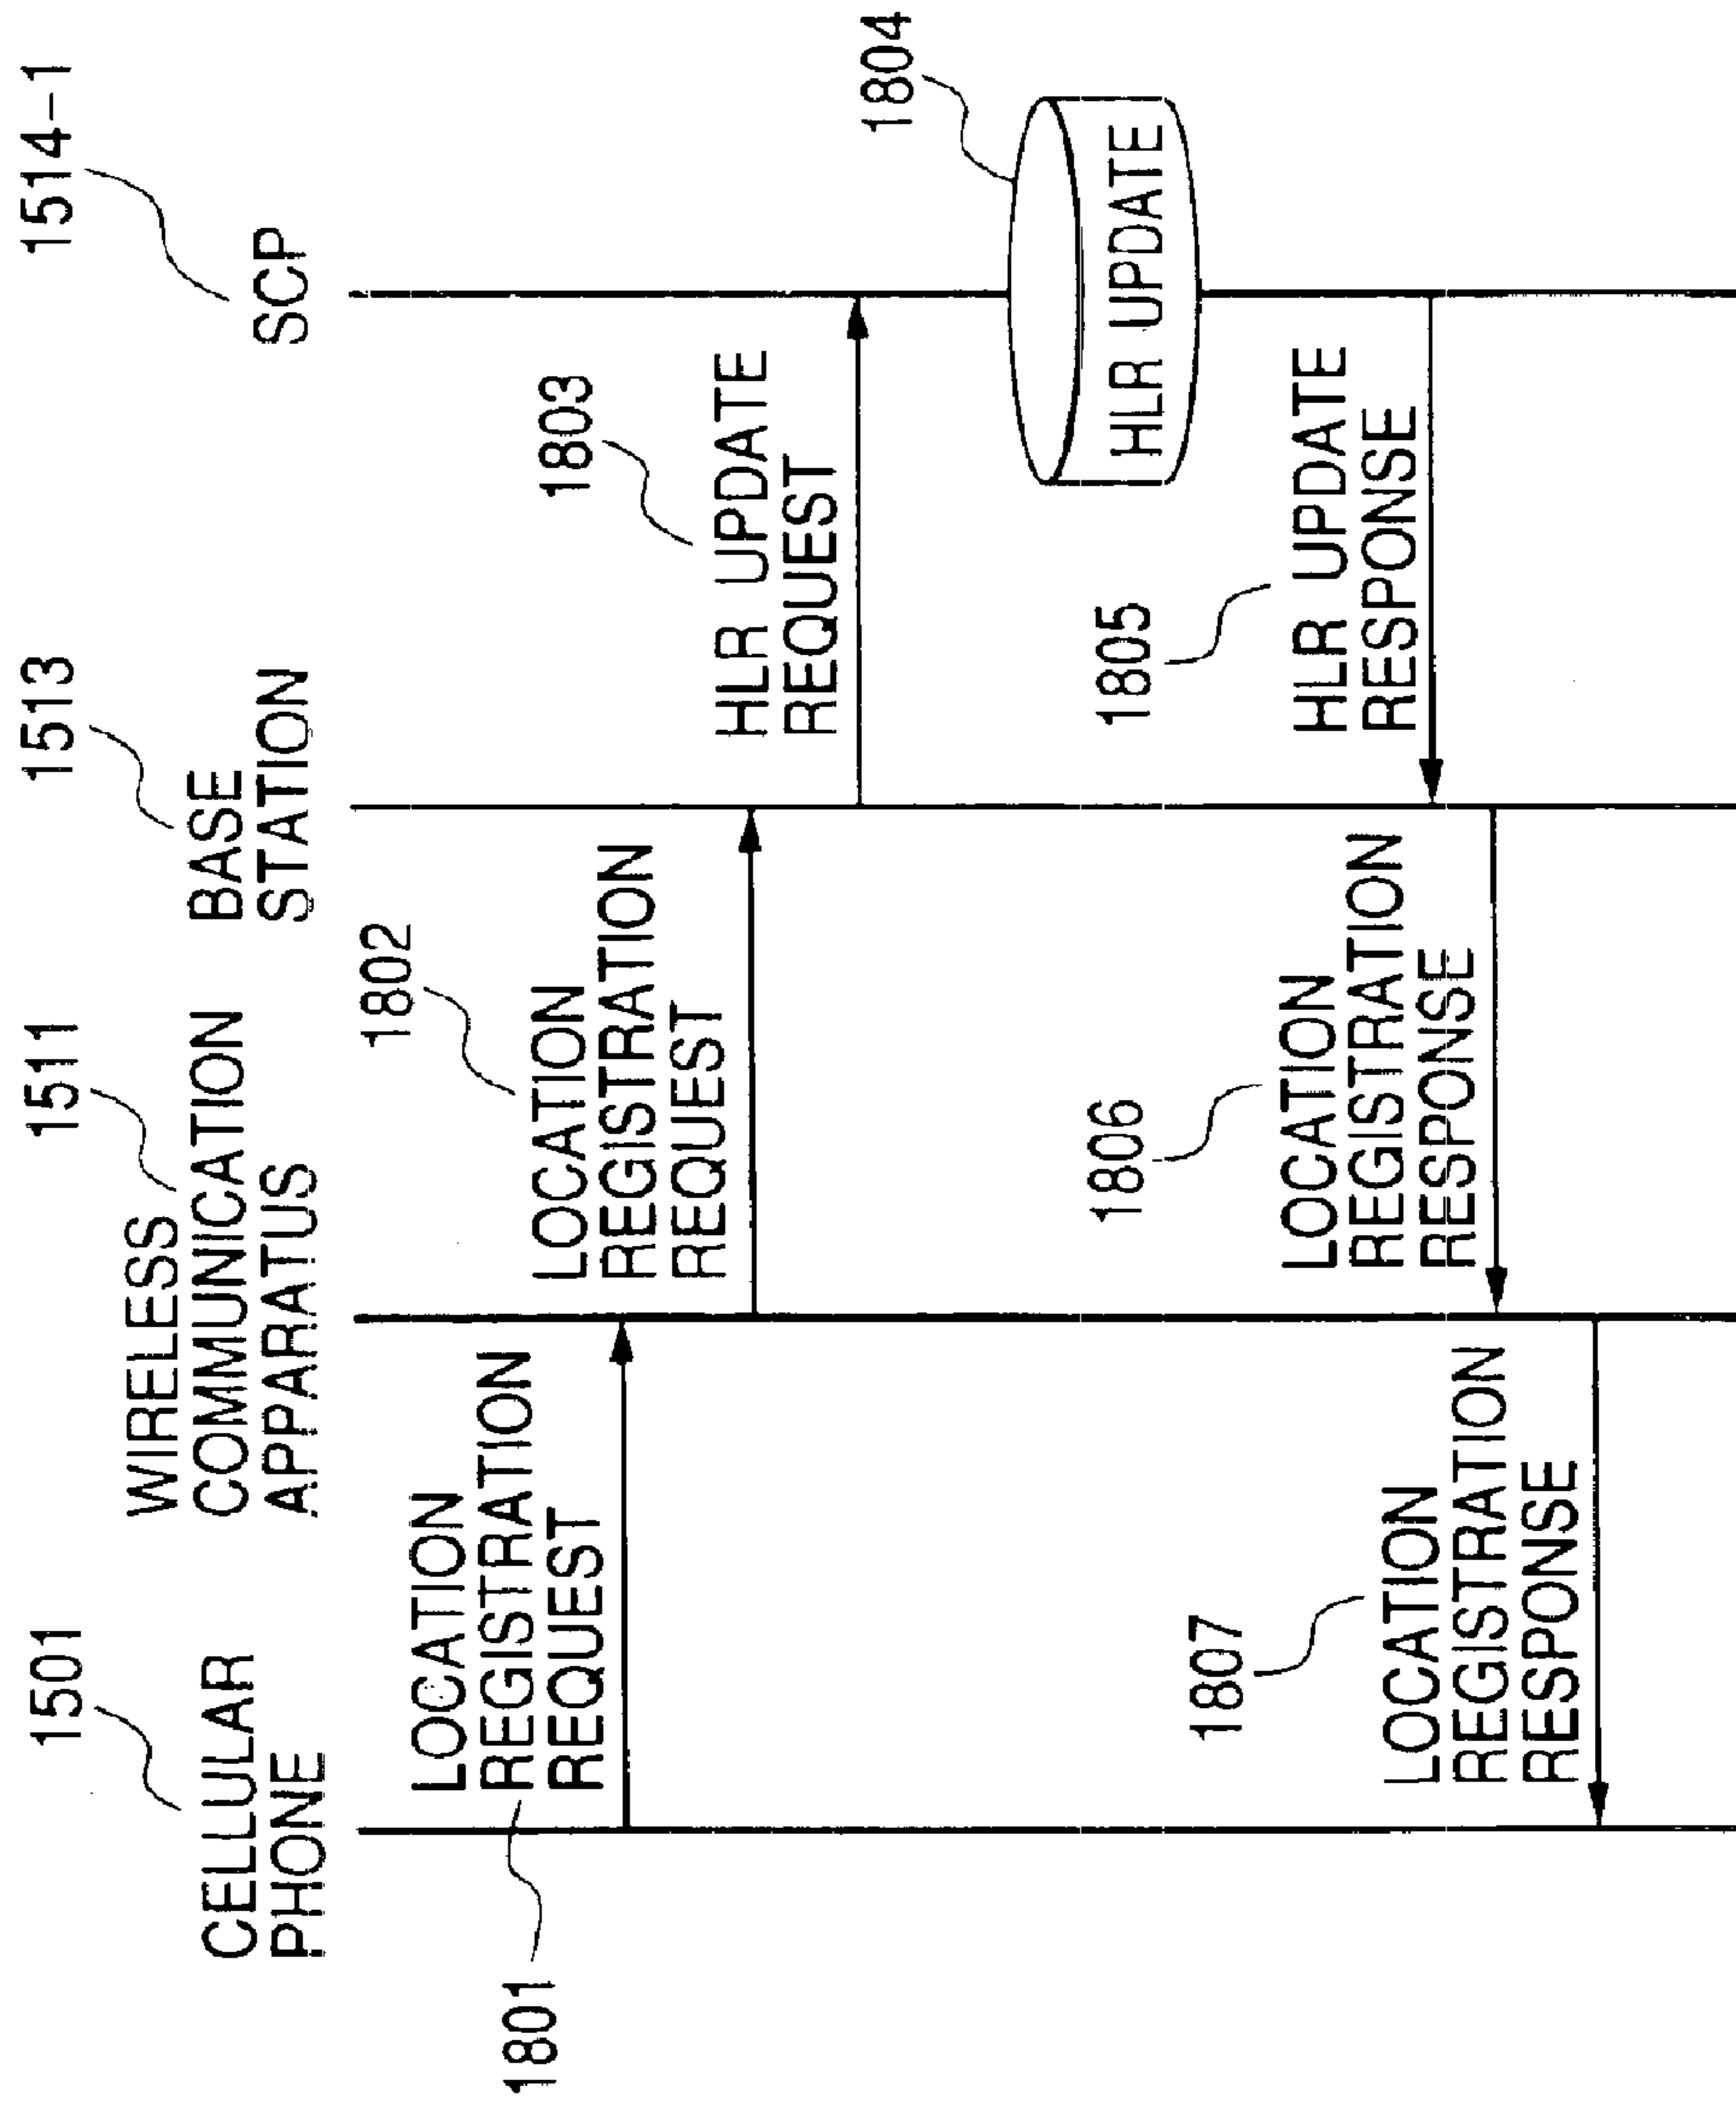 1501
CELLULAR
PHONE
1511
WIRELESS
COMMUNICATION
APPARATUS
1513
BASE
STATION
1514-1
SCP
1801
LOCATION
REGISTRATION
REQUEST
1802
LOCATION
REGISTRATION
REQUEST
1803
HLR UPDATE
REQUEST
1804
HLR UPDATE
1805
HLR UPDATE
RESPONSE
1806
LOCATION
REGISTRATION
RESPONSE
1807
LOCATION
REGISTRATION
RESPONSE